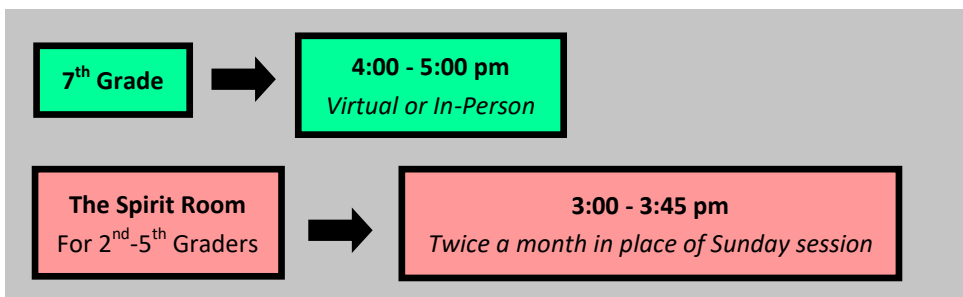 7th Grade
4:00 - 5:00 pm
Virtual or In-Person
The Spirit Room
For 2nd-5th Graders
3:00 - 3:45 pm
Twice a month in place of Sunday session